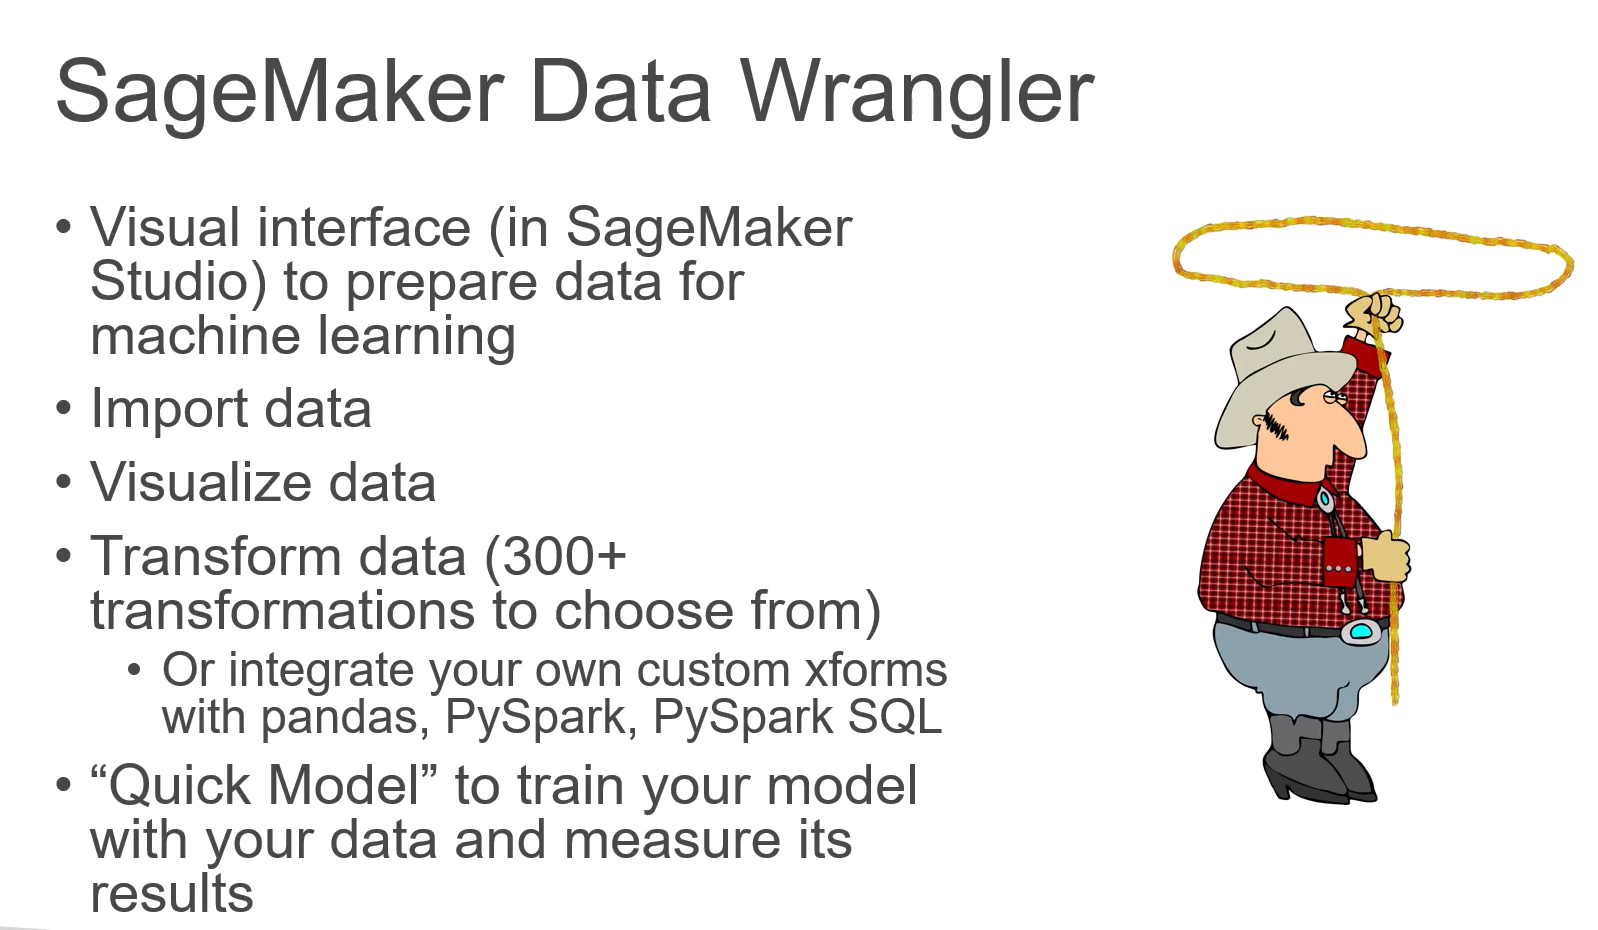 SageMaker Data Wrangler
• Visual interface (in SageMaker
Studio) to prepare data for
machine learning
• Import data
• Visualize data
• Transform data (300+
transformations to choose from)
• Or integrate your own custom xforms
with pandas, PySpark, PySpark SQL
• “Quick Model” to train your model
with your data and measure its
results